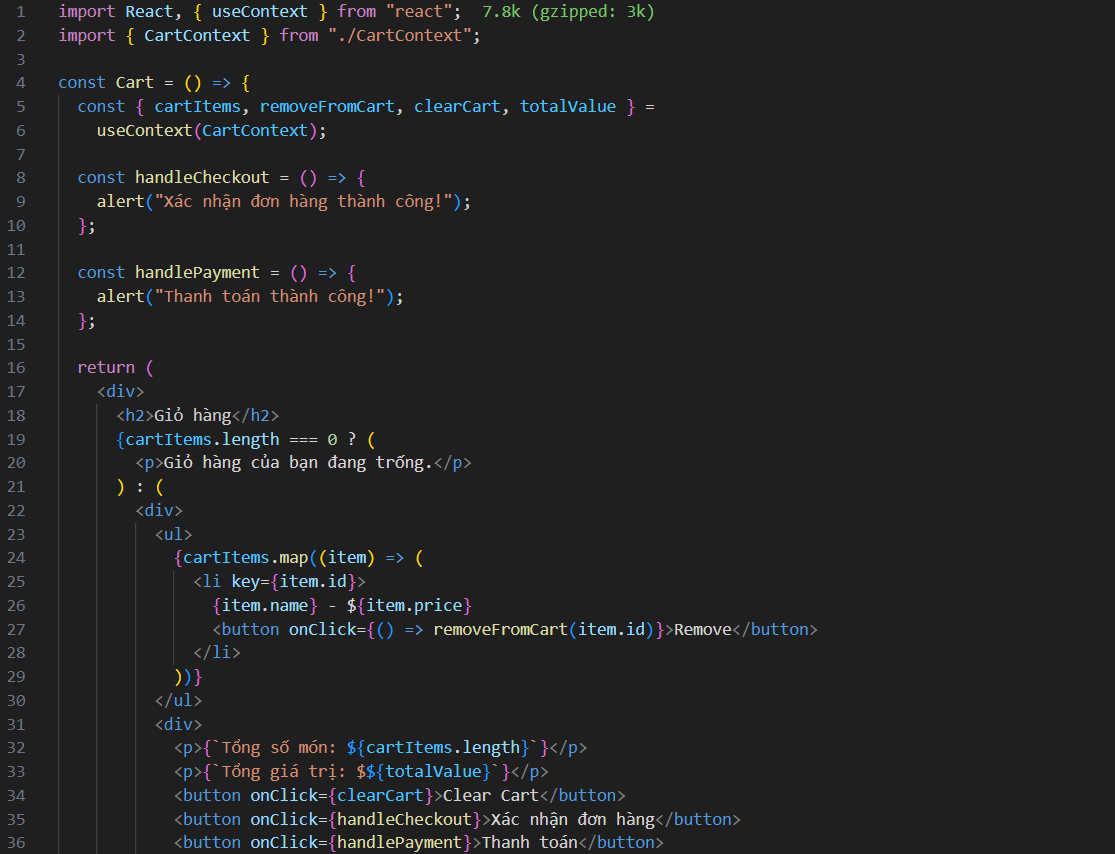 1 import React, { useContext } from "react"; 7.8k (gzipped: 3k)
2 import { CartContext } from "./CartContext";
3
4 const Cart = () => {
5   const { cartItems, removeFromCart, clearCart, totalValue } =
6     useContext(CartContext);
7
8   const handleCheckout = () => {
9     alert("Xác nhận đơn hàng thành công!");
10   };
11
12   const handlePayment = () => {
13     alert("Thanh toán thành công!");
14   };
15
16   return (
17     <div>
18       <h2>Giỏ hàng</h2>
19       {cartItems.length === 0 ? (
20         <p>Giỏ hàng của bạn đang trống.</p>
21       ) : (
22         <div>
23           <ul>
24             {cartItems.map((item) => (
25               <li key={item.id}>
26                 {item.name} - ${item.price}
27                 <button onClick={() => removeFromCart(item.id)}>Remove</button>
28               </li>
29             ))}
30           </ul>
31           <div>
32             <p>{`Tổng số món: ${cartItems.length}`}</p>
33             <p>{`Tổng giá trị: $${totalValue}`}</p>
34             <button onClick={clearCart}>Clear Cart</button>
35             <button onClick={handleCheckout}>Xác nhận đơn hàng</button>
36             <button onClick={handlePayment}>Thanh toán</button>